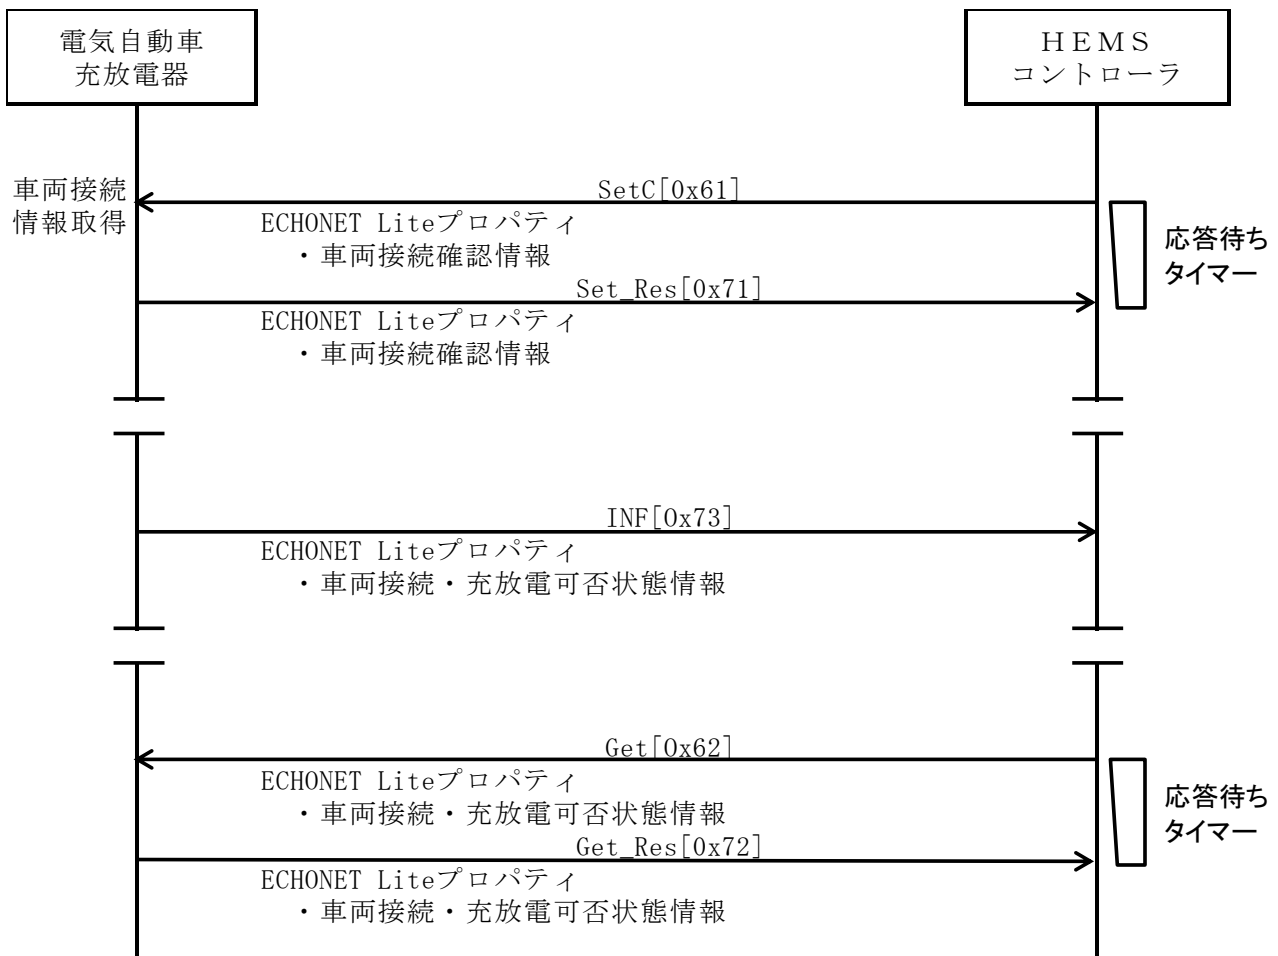 電気自動車
充放電器
ＨＥＭＳ
コントローラ
車両接続
情報取得
SetC[0x61]
ECHONET Liteプロパティ
・車両接続確認情報
応答待ち
タイマー
Set_Res[0x71]
ECHONET Liteプロパティ
・車両接続確認情報
INF[0x73]
ECHONET Liteプロパティ
・車両接続・充放電可否状態情報
Get[0x62]
ECHONET Liteプロパティ
・車両接続・充放電可否状態情報
応答待ち
タイマー
Get_Res[0x72]
ECHONET Liteプロパティ
・車両接続・充放電可否状態情報